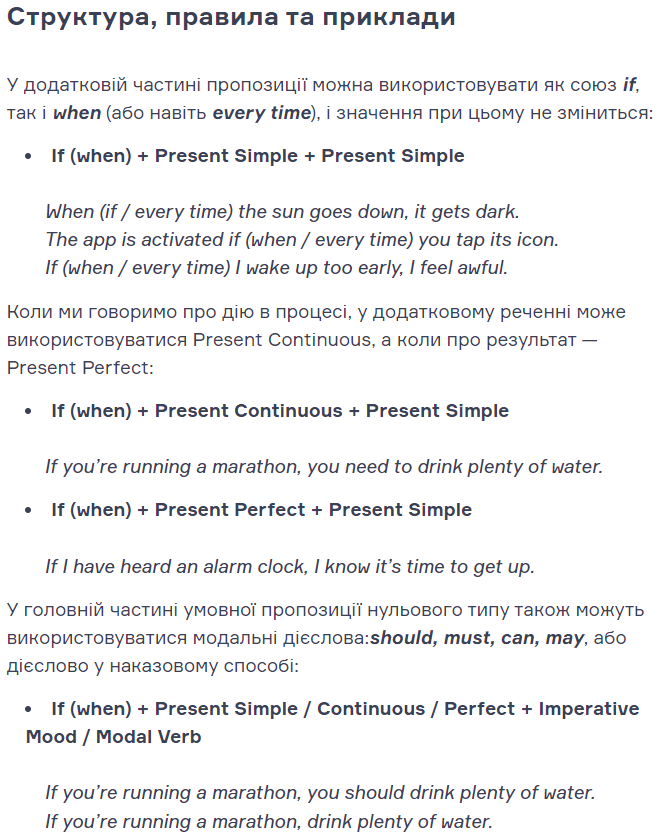 Структура, правила та приклади
У додатковій частині пропозиції можна використовувати як союз if,
так і when (або навіть every time), і значення при цьому не зміниться:
• If (when) + Present Simple + Present Simple
When (if / every time) the sun goes down, it gets dark.
The app is activated if (when / every time) you tap its icon.
If (when / every time) I wake up too early, I feel awful.
Коли ми говоримо про дію в процесі, у додатковому реченні може
використовуватися Present Continuous, а коли про результат —
Present Perfect:
• If (when) + Present Continuous + Present Simple
If you’re running a marathon, you need to drink plenty of water.
• If (when) + Present Perfect + Present Simple
If I have heard an alarm clock, I know it’s time to get up.
У головній частині умовної пропозиції нульового типу також можуть
використовуватися модальні дієслова:should, must, can, may, або
дієслово у наказовому способі:
• If (when) + Present Simple / Continuous / Perfect + Imperative
Mood / Modal Verb
If you’re running a marathon, you should drink plenty of water.
If you’re running a marathon, drink plenty of water.